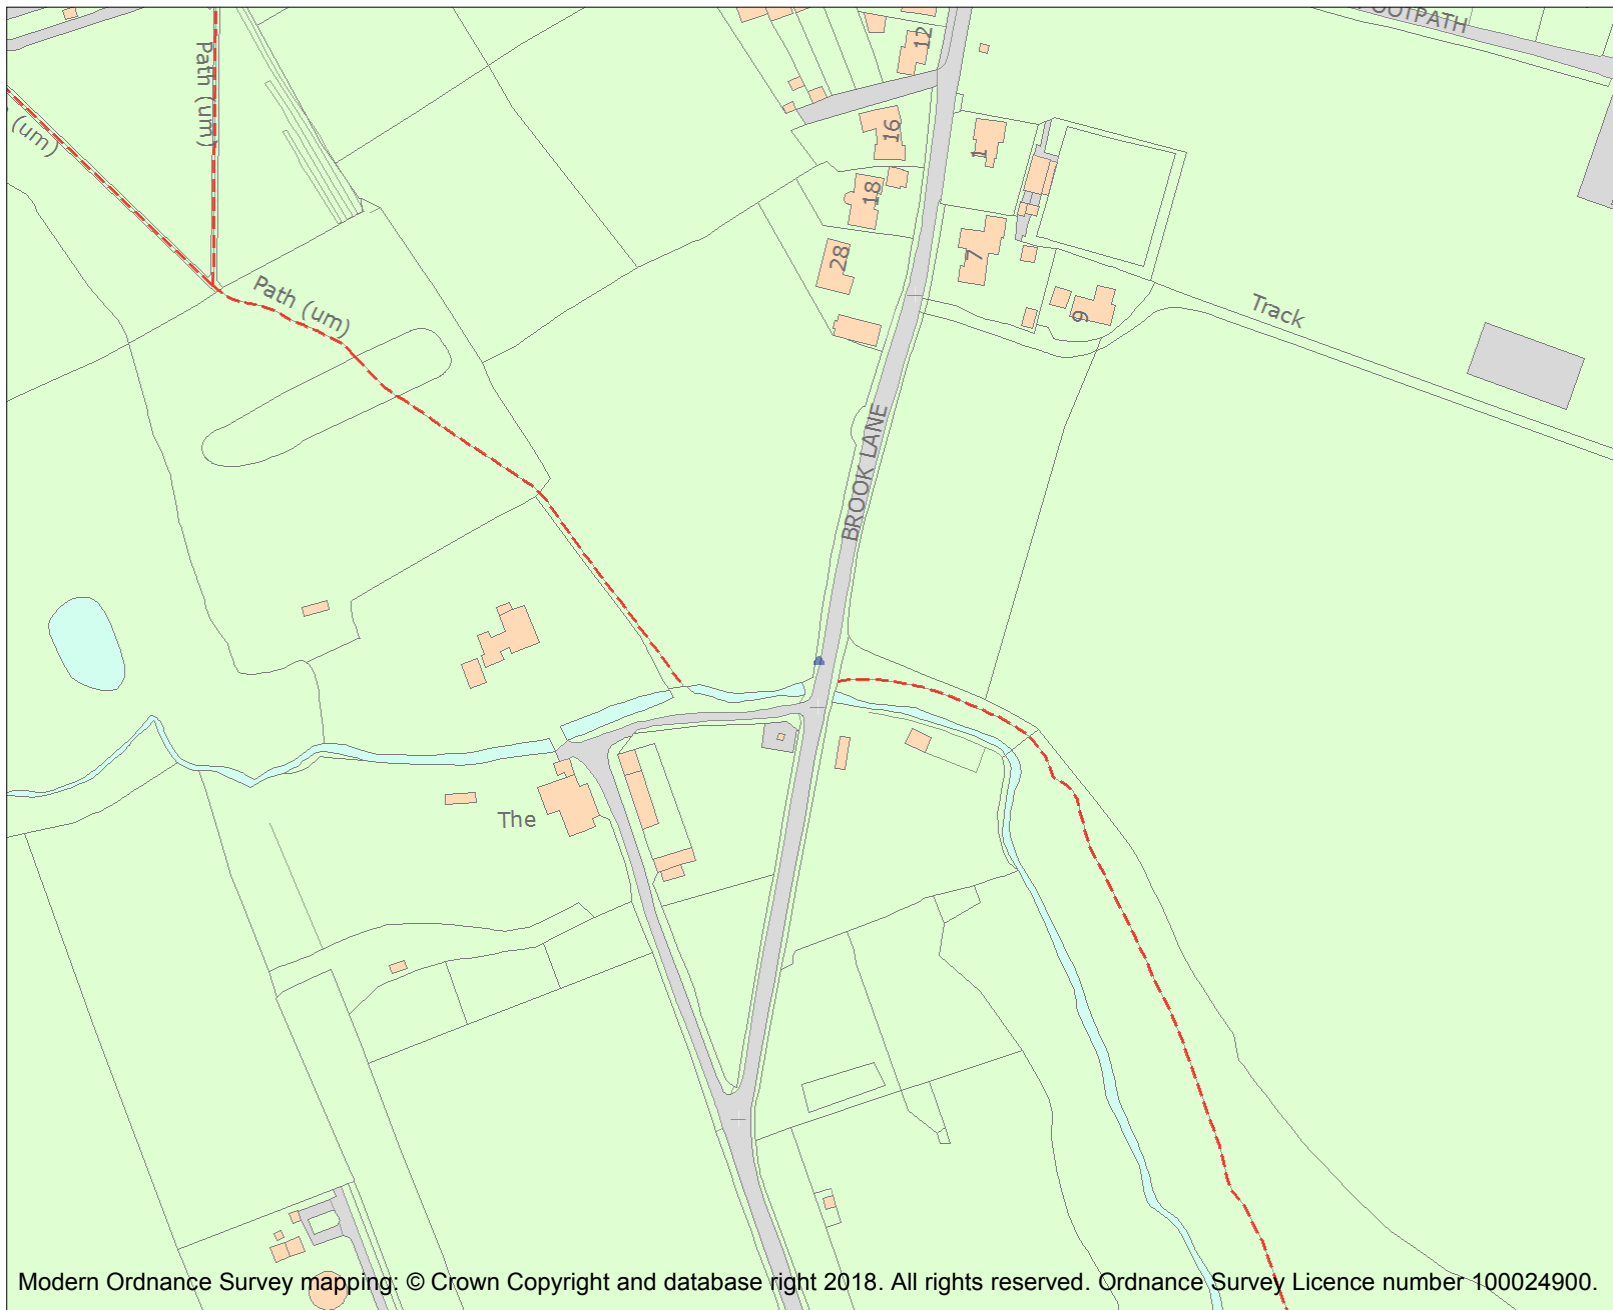 OOTPATH
12
Path (um)
(um)
16
1
18
28
7
Path (um)
Track
9
BROOK LANE
The
Modern Ordnance Survey mapping: © Crown Copyright and database right 2018. All rights reserved. Ordnance Survey Licence number 100024900.